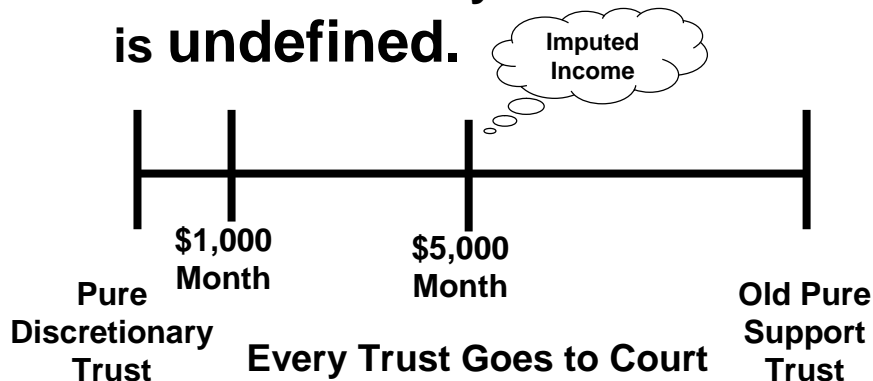 is undefined.
Imputed
Income
$1,000
Month
$5,000
Month
Pure
Discretionary
Trust
Every Trust Goes to Court
Old Pure
Support
Trust